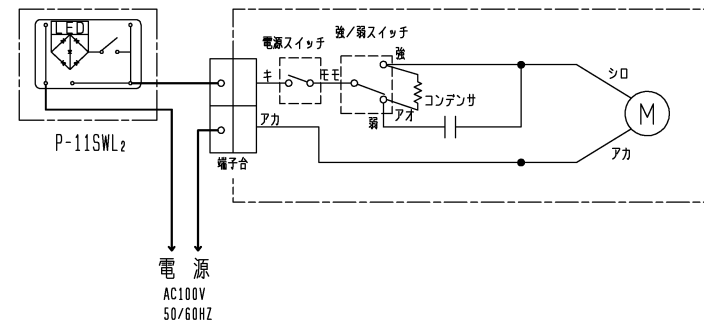 LED
P-11SWL2
電源スイッチ
強/弱スイッチ
強
キ
モモ
コンデンサ
アオ
弱
アカ
端子台
シロ
M
アカ
電 源
AC100V
50/60HZ